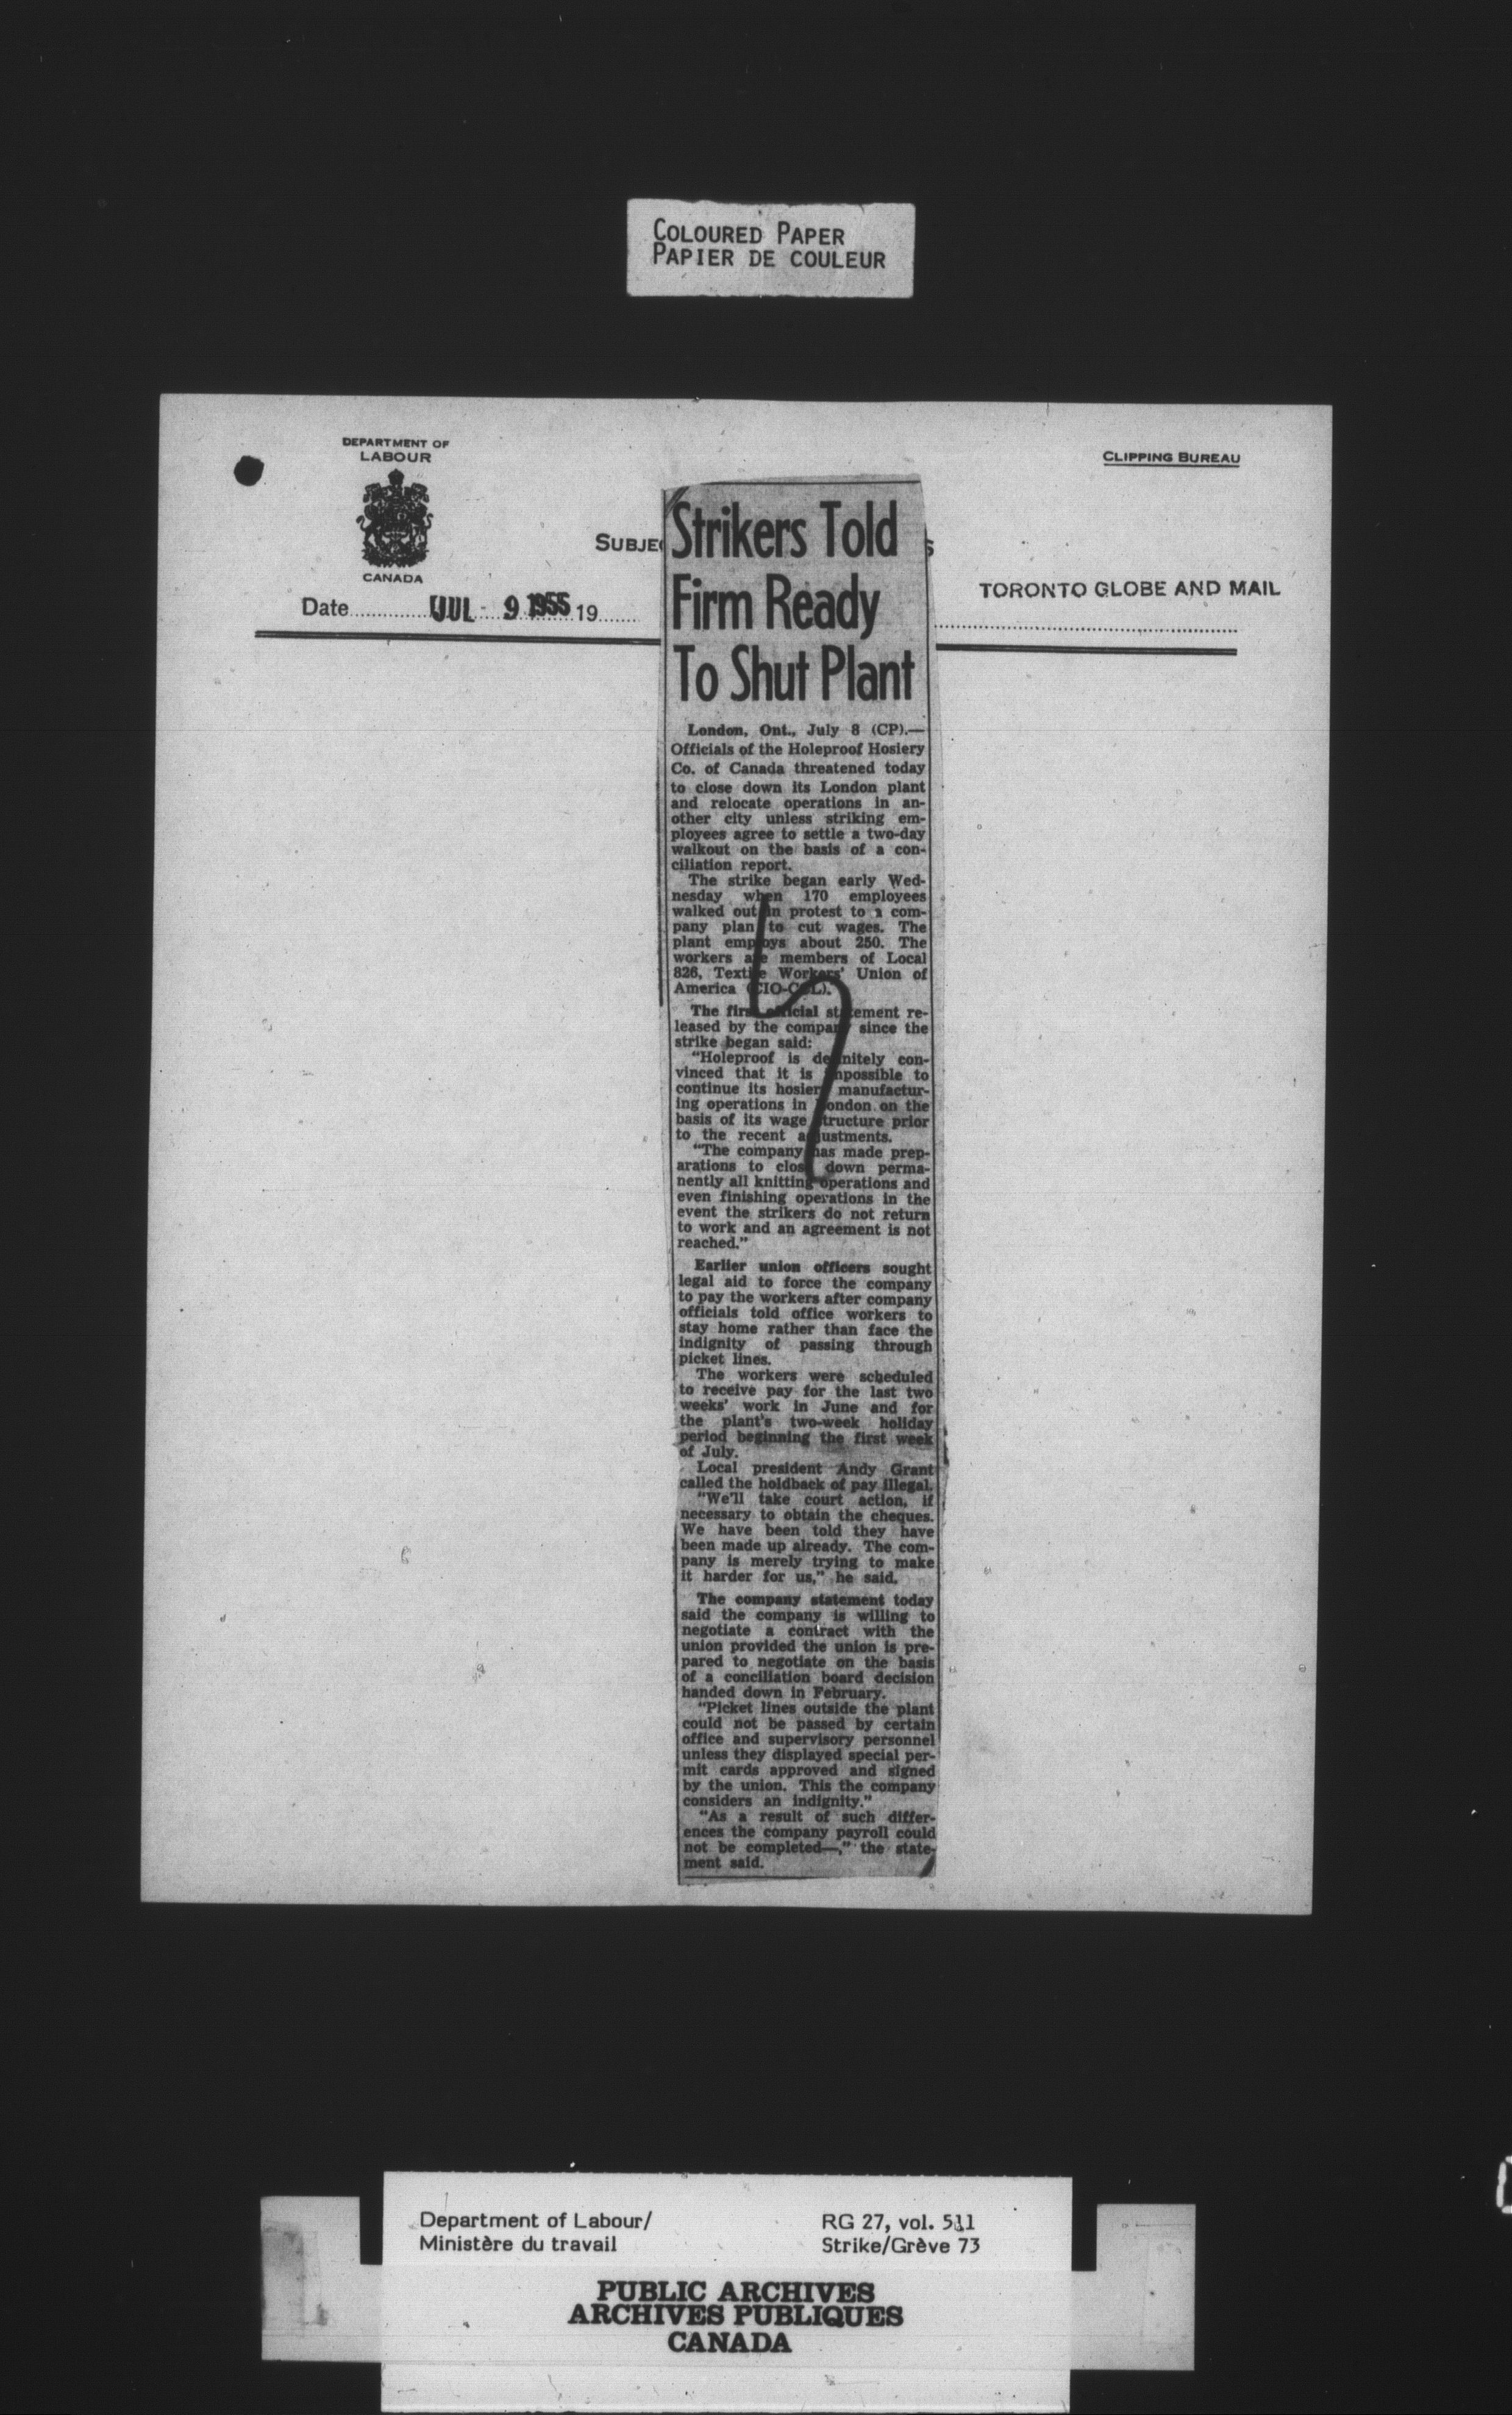 COLOURED PAPER
PAPIER DE COULEUR
DEPARTMENT OF
LABOUR
CANADA
CLIPPING BUREAU
TORONTO GLOBE AND MAIL
Date JUL - 9 1955 19
Strikers Told
Firm Ready
To Shut Plant
London, Ont., July 8 (CP).—
Officials of the Holeproof Hosiery
Co. of Canada threatened today
to close down its London plant
and relocate operations in an-
other city unless striking em-
ployees agree to settle a two-day
walkout on the basis of a con-
ciliation report.
The strike began early Wed-
nesday when 170 employees
walked out in protest to a com-
pany plan to cut wages. The
plant employs about 250. The
workers are members of Local
826, Textile Workers' Union of
America (CIO-CCL).
The first official statement re-
leased by the company since the
strike began said:
"Holeproof is definitely con-
vinced that it is impossible to
continue its hosiery manufactur-
ing operations in London on the
basis of its wage structure prior
to the recent adjustments.
"The company has made prep-
arations to close down perma-
nently all knitting operations and
even finishing operations in the
event the strikers do not return
to work and an agreement is not
reached."
Earlier union officers sought
legal aid to force the company
to pay the workers after company
officials told office workers to
stay home rather than face the
indignity of passing through
picket lines.
The workers were scheduled
to receive pay for the last two
weeks' work in June and for
the plant's two-week holiday
period beginning the first week
of July.
Local president Andy Grant
called the holdback of pay illegal.
"We'll take court action, if
necessary to obtain the cheques.
We have been told they have
been made up already. The com-
pany is merely trying to make
it harder for us," he said.
The company statement today
said the company is willing to
negotiate a contract with the
union provided the union is pre-
pared to negotiate on the basis
of a conciliation board decision
handed down in February.
"Picket lines outside the plant
could not be passed by certain
office and supervisory personnel
unless they displayed special per-
mit cards approved and signed
by the union. This the company
considers an indignity."
"As a result of such differ-
ences the company payroll could
not be completed—," the state-
ment said.
Department of Labour/
Ministère du travail
RG 27, vol. 511
Strike/Grève 73
PUBLIC ARCHIVES
ARCHIVES PUBLIQUES
CANADA